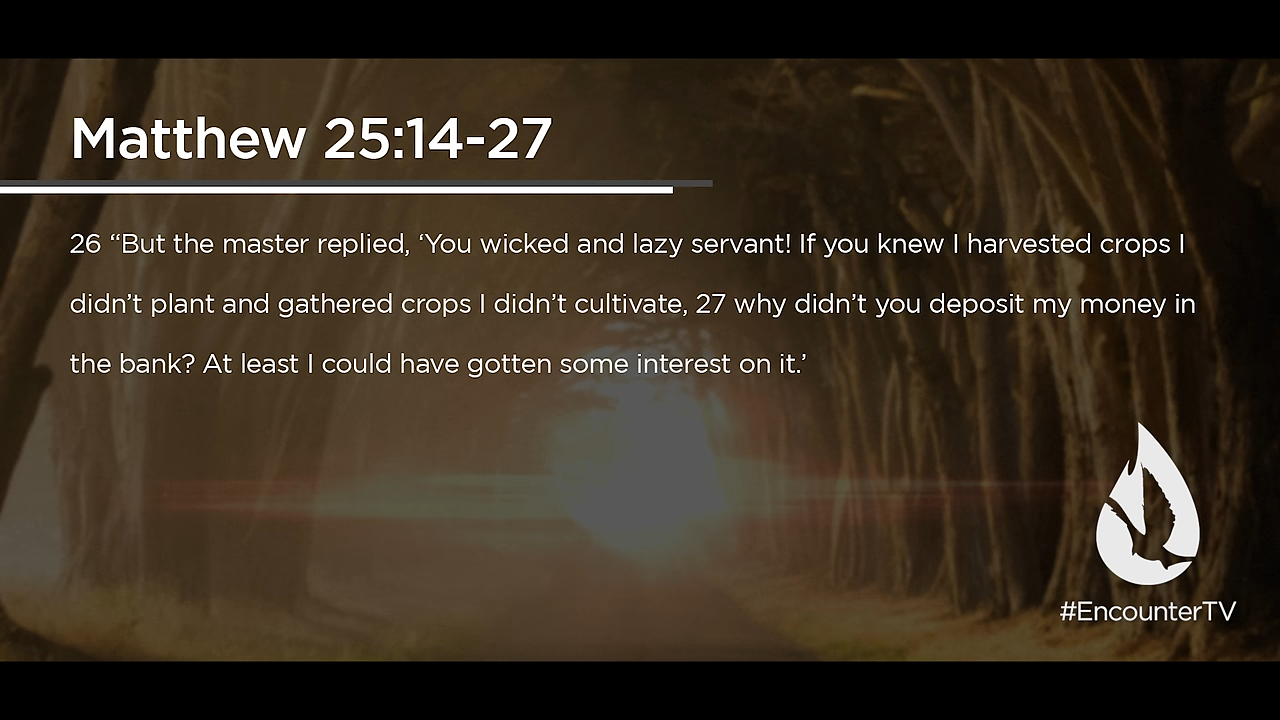 Matthew 25:14-27
26 “But the master replied, ‘You wicked and lazy servant! If you knew I harvested crops I
didn’t plant and gathered crops I didn’t cultivate, 27 why didn’t you deposit my money in
the bank? At least I could have gotten some interest on it.’
#EncounterTV